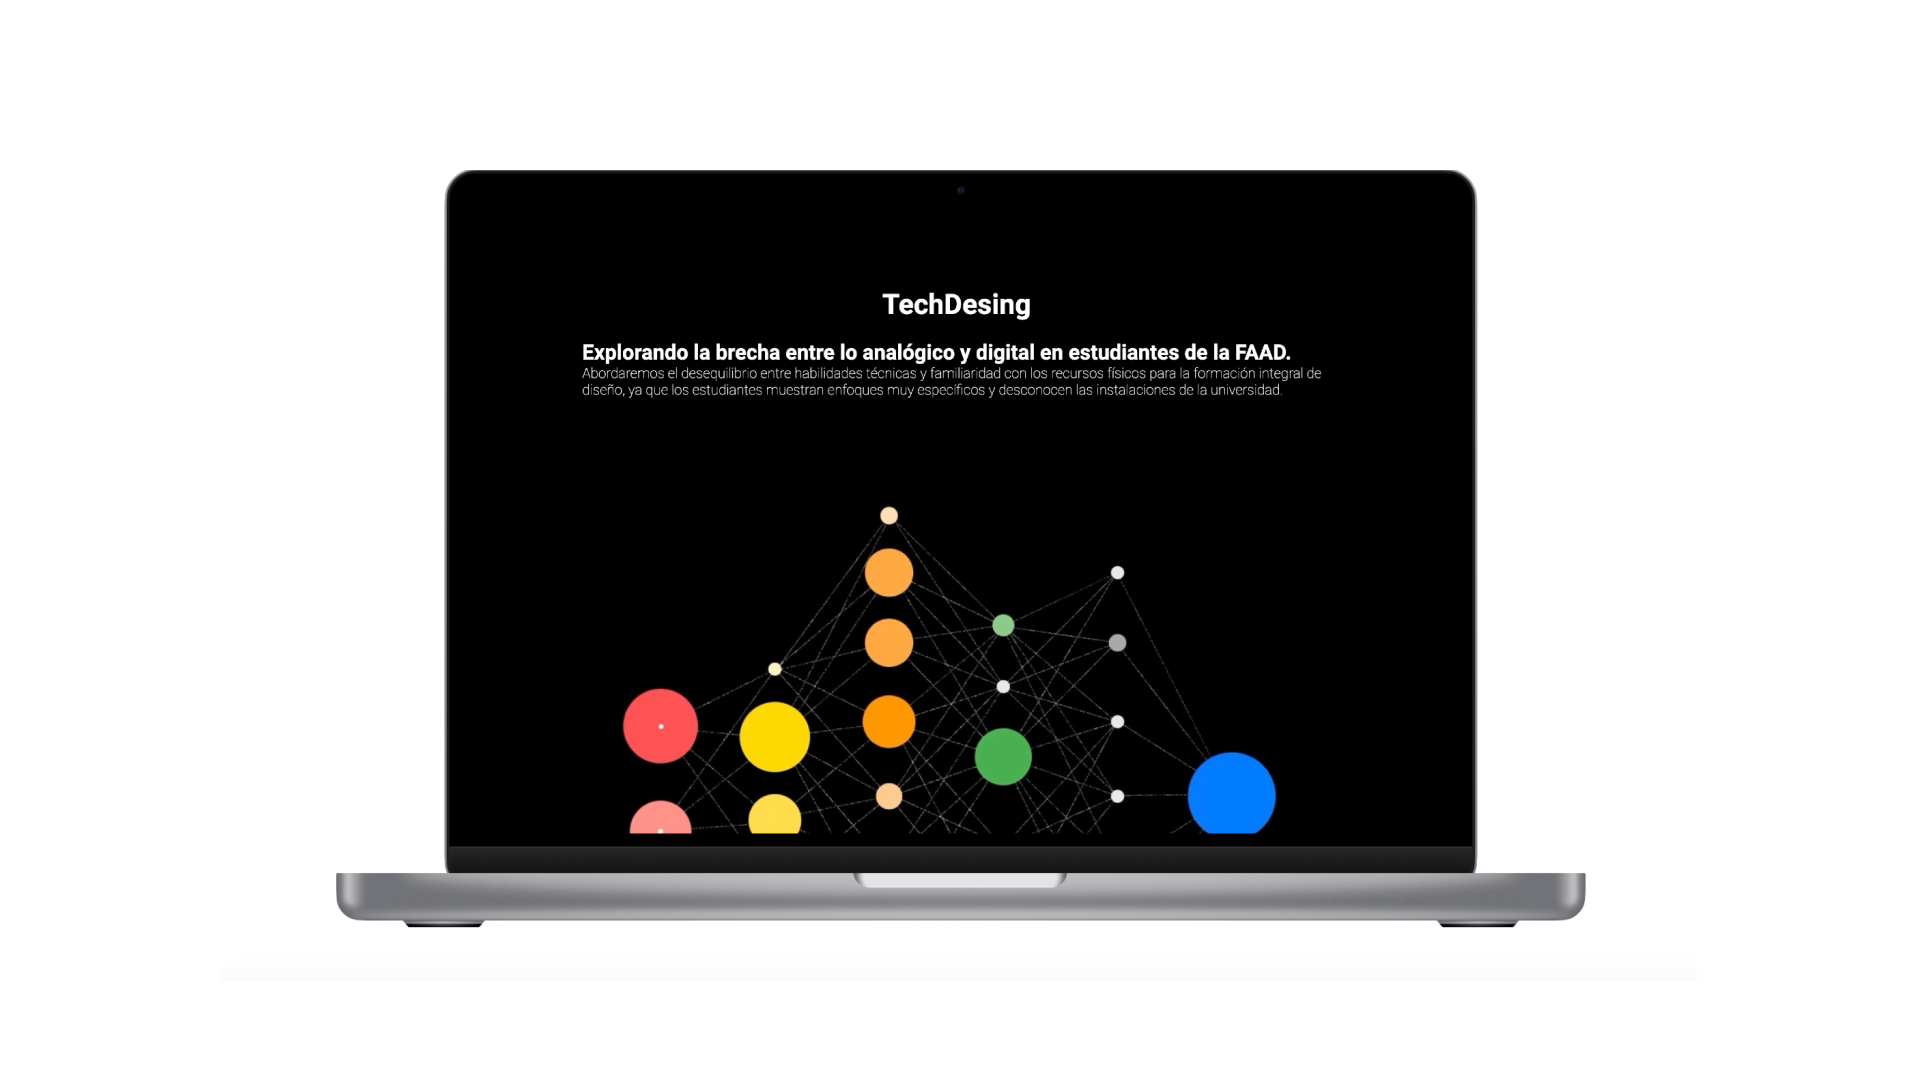 TechDesing
Explorando la brecha entre lo analógico y digital en estudiantes de la FAAD.
Abordaremos el desequilibrio entre habilidades técnicas y familiaridad con los recursos físicos para la formación integral de
diseño, ya que los estudiantes muestran enfoques muy específicos y desconocen las instalaciones de la universidad.